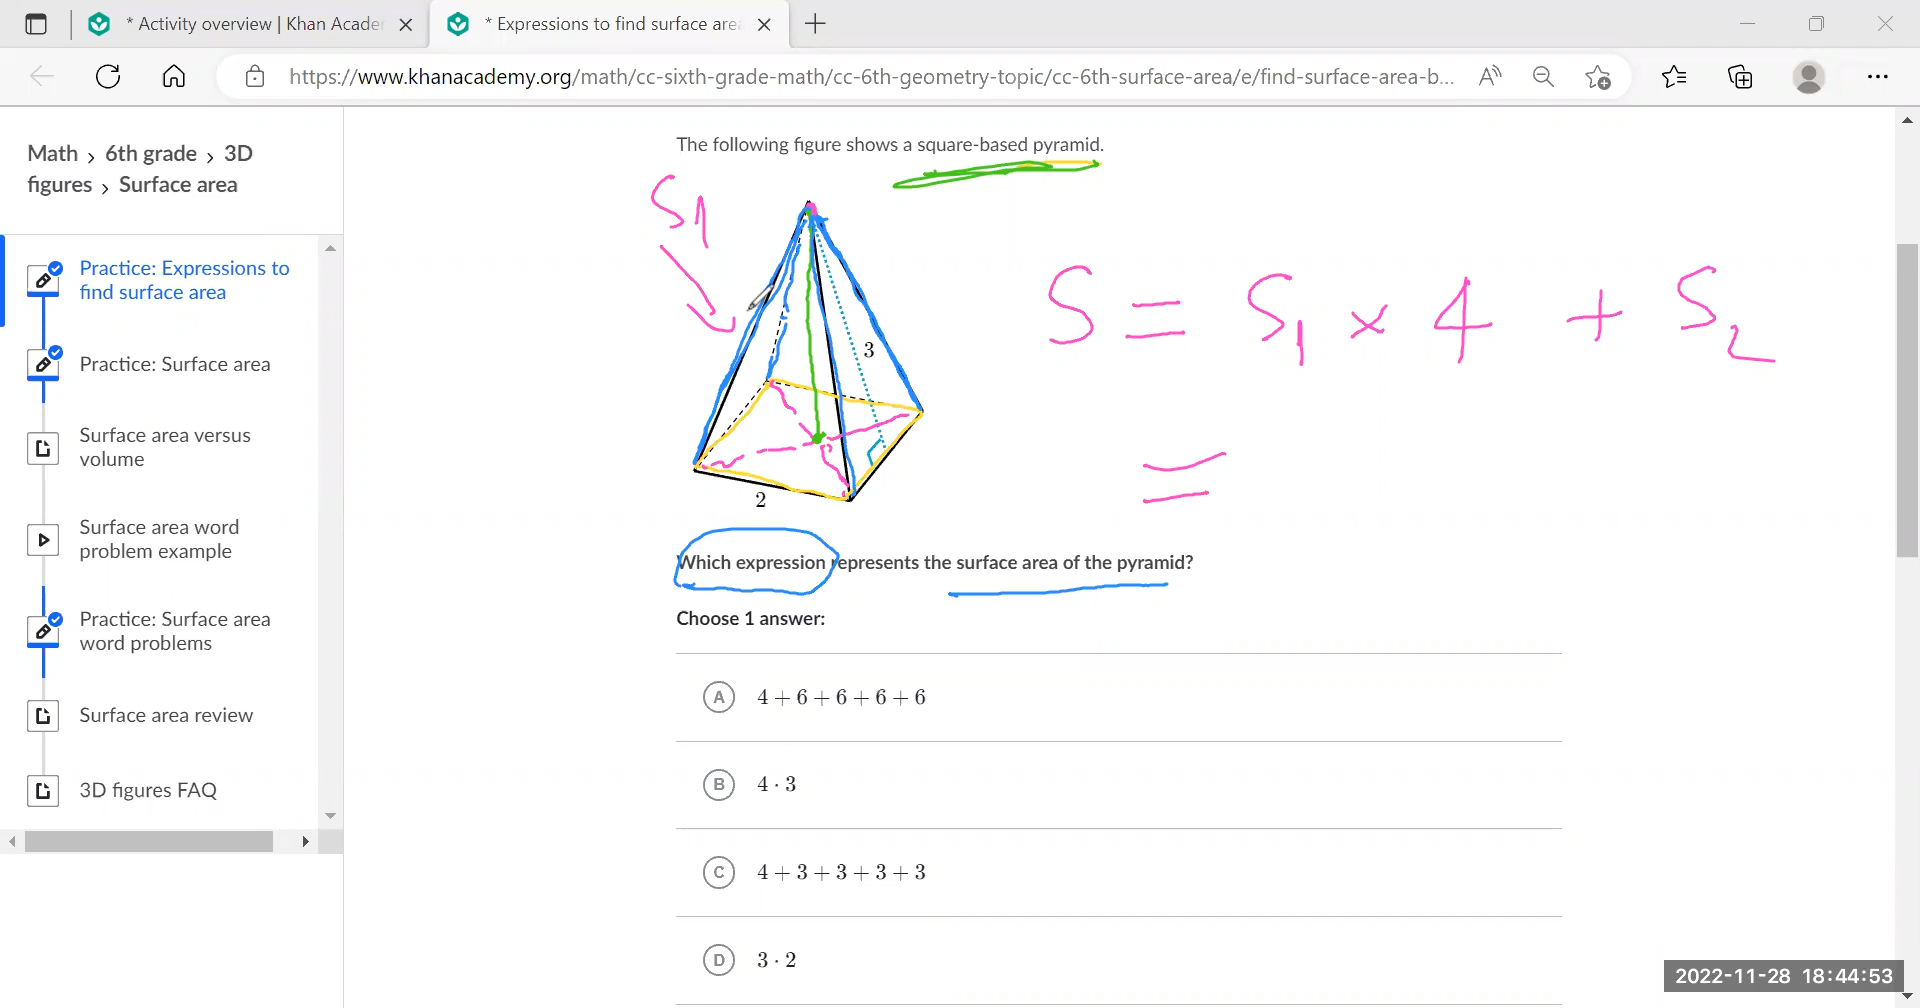 * Activity overview | Khan Acade
* Expressions to find surface are
https://www.khanacademy.org/math/cc-sixth-grade-math/cc-6th-geometry-topic/cc-6th-surface-area/e/find-surface-area-b...
Math > 6th grade > 3D
figures > Surface area
Practice: Expressions to
find surface area
Practice: Surface area
Surface area versus
volume
Surface area word
problem example
Practice: Surface area
word problems
Surface area review
3D figures FAQ
The following figure shows a square-based pyramid.
S1
3
2
S = S₁ × 4 + S₂
=
Which expression represents the surface area of the pyramid?
Choose 1 answer:
A 4 + 6 + 6 + 6 + 6
B 4 · 3
C 4 + 3 + 3 + 3 + 3
D 3 · 2
2022-11-28 18:44:53